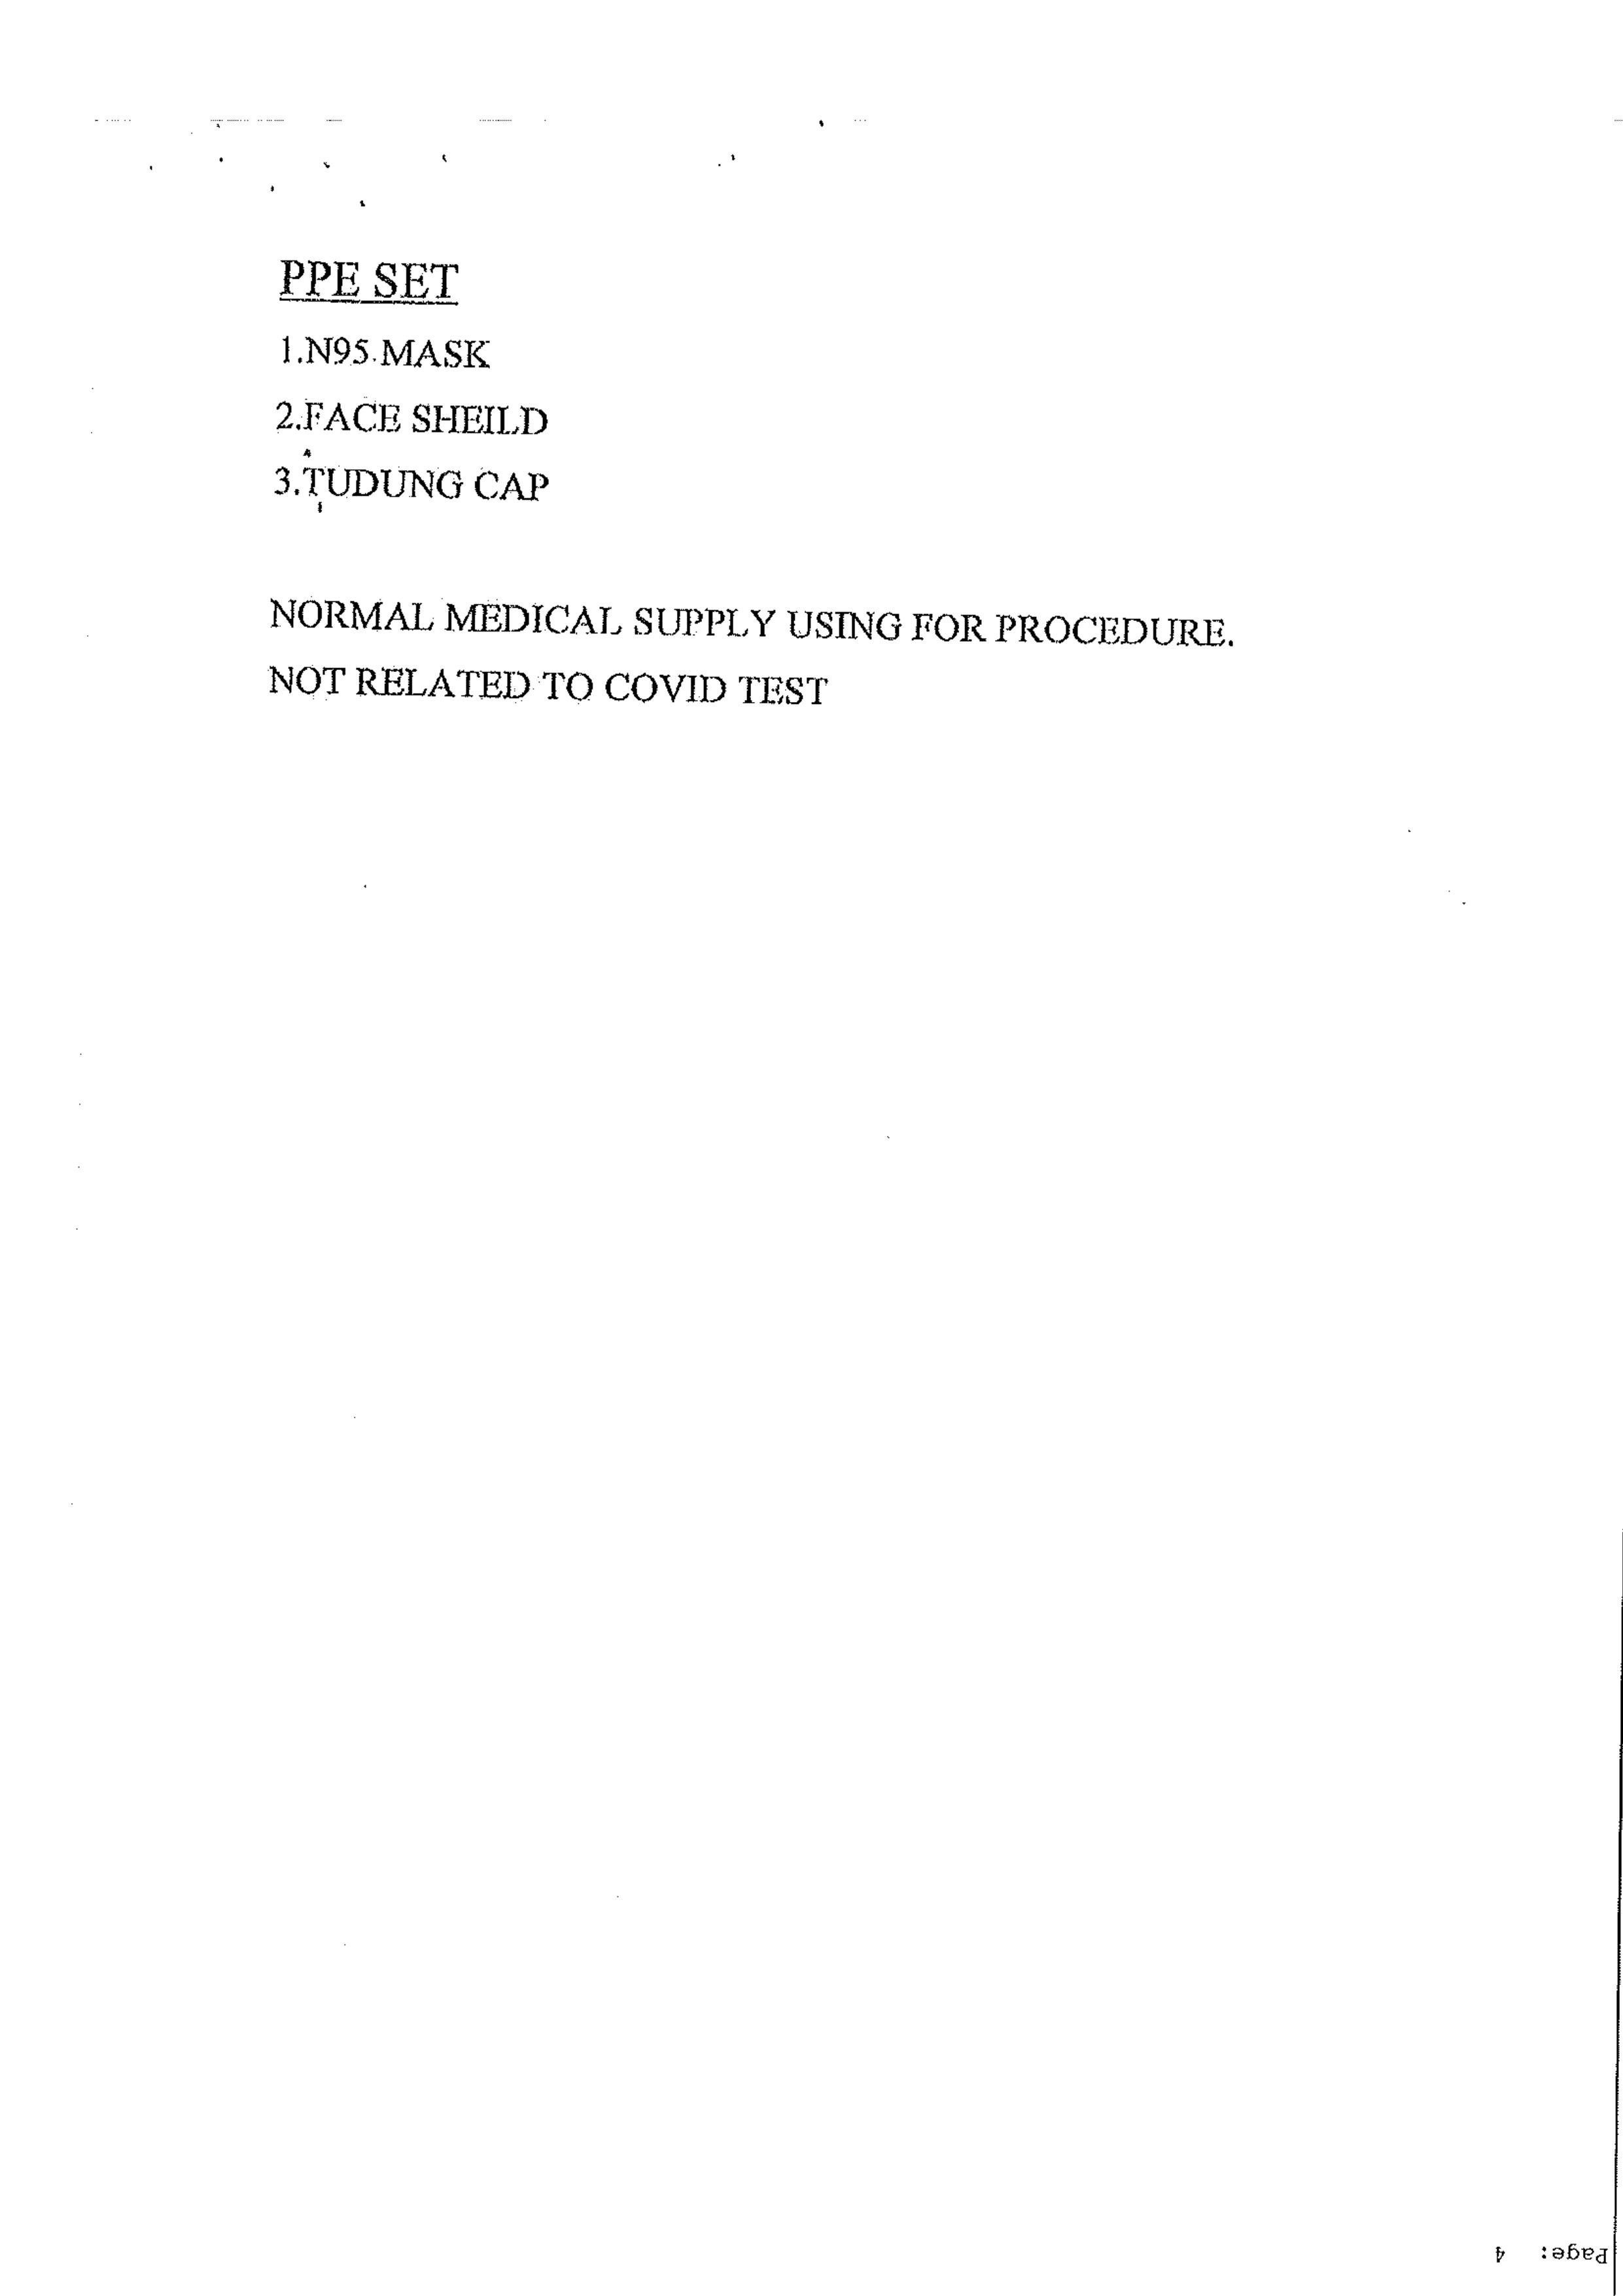 PPE SET
1.N95 MASK
2.FACE SHEILD
3.TUDUNG CAP
NORMAL MEDICAL SUPPLY USING FOR PROCEDURE.
NOT RELATED TO COVID TEST
Page: 4